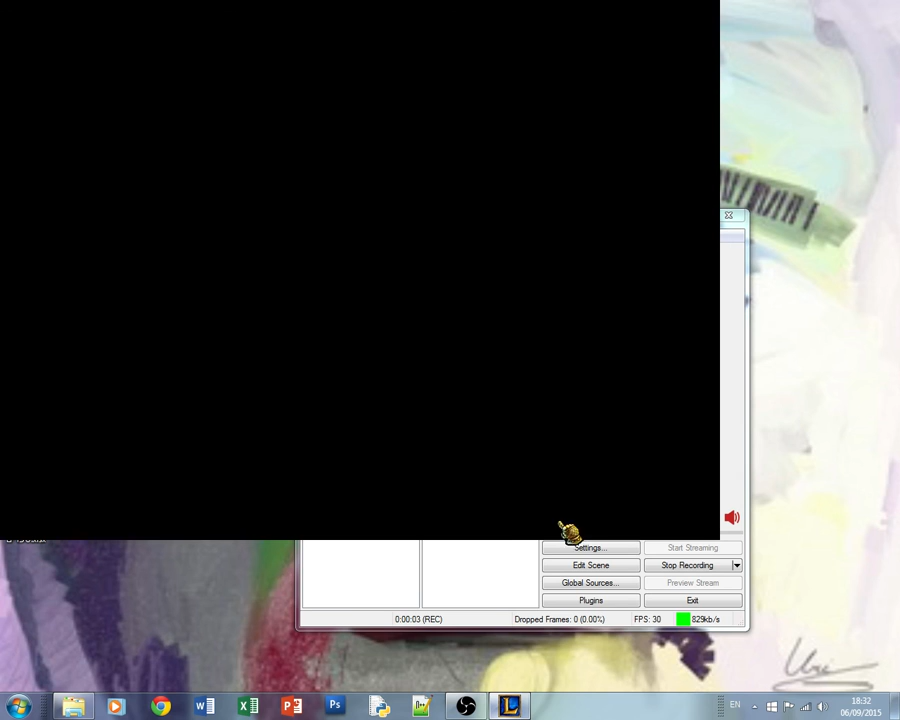 Settings...
Start Streaming
Edit Scene
Stop Recording
Global Sources...
Preview Stream
Plugins
Exit
0:00:03 (REC)
Dropped Frames: 0 (0.00%)
FPS: 30
829kb/s
EN
18:32
06/09/2015